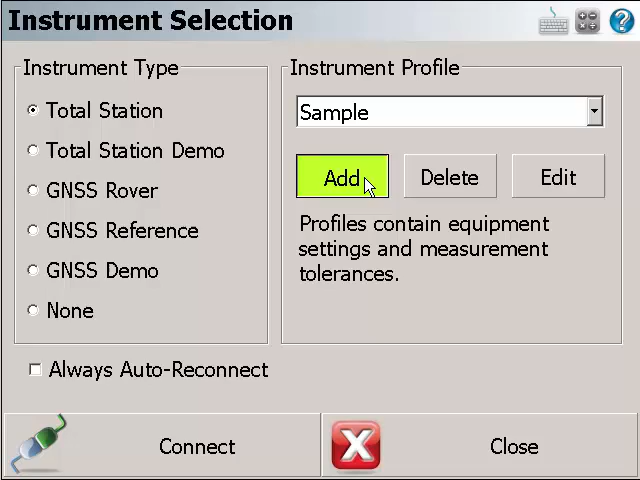 Instrument Selection
Instrument Type
Total Station
Total Station Demo
GNSS Rover
GNSS Reference
GNSS Demo
None
Instrument Profile
Sample
Add
Delete
Edit
Profiles contain equipment
settings and measurement
tolerances.
Always Auto-Reconnect
Connect
Close